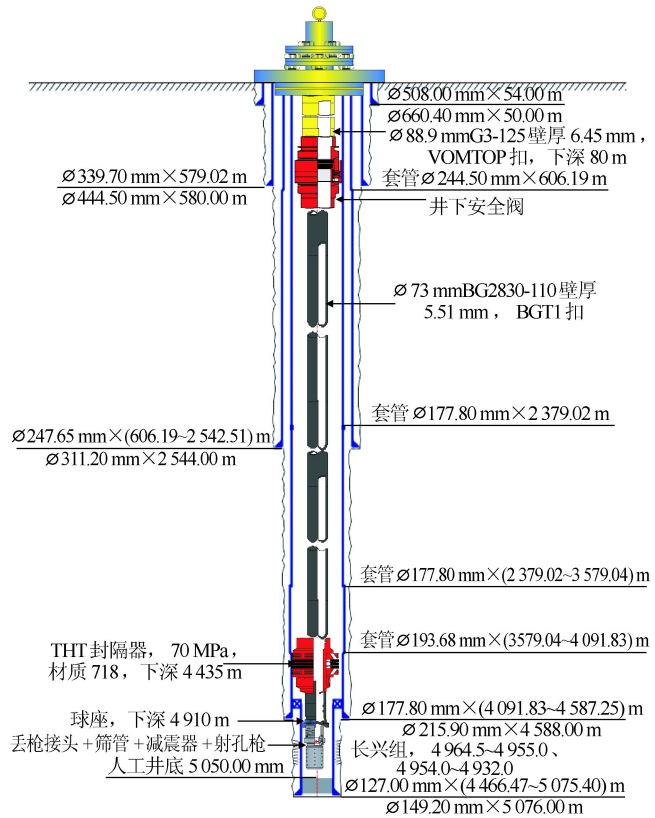 Ø508.00 mm×54.00 m
Ø660.40 mm×50.00 m
Ø88.9 mmG3-125 壁厚 6.45 mm，
VOMTOP 扣，下深 80 m
Ø339.70 mm×579.02 m
Ø444.50 mm×580.00 m
套管Ø244.50 mm×606.19 m
井下安全阀
Ø73 mmBG2830-110 壁厚
5.51 mm， BGT1 扣
套管Ø177.80 mm×2 379.02 m
Ø247.65 mm×(606.19~2 542.51) m
Ø311.20 mm×2 544.00 m
套管Ø177.80 mm×(2 379.02~3 579.04) m
套管Ø193.68 mm×(3579.04~4 091.83) m
THT 封隔器， 70 MPa，
材质 718，下深 4 435 m
Ø177.80 mm×(4 091.83~4 587.25) m
Ø215.90 mm×4 588.00 m
球座，下深 4 910 m
丢枪接头+筛管+减震器+射孔枪
长兴组， 4 964.5~4 955.0、
4 954.0~4 932.0
人工井底 5 050.00 mm
Ø127.00 mm×(4 466.47~5 075.40) m
Ø149.20 mm×5 076.00 m